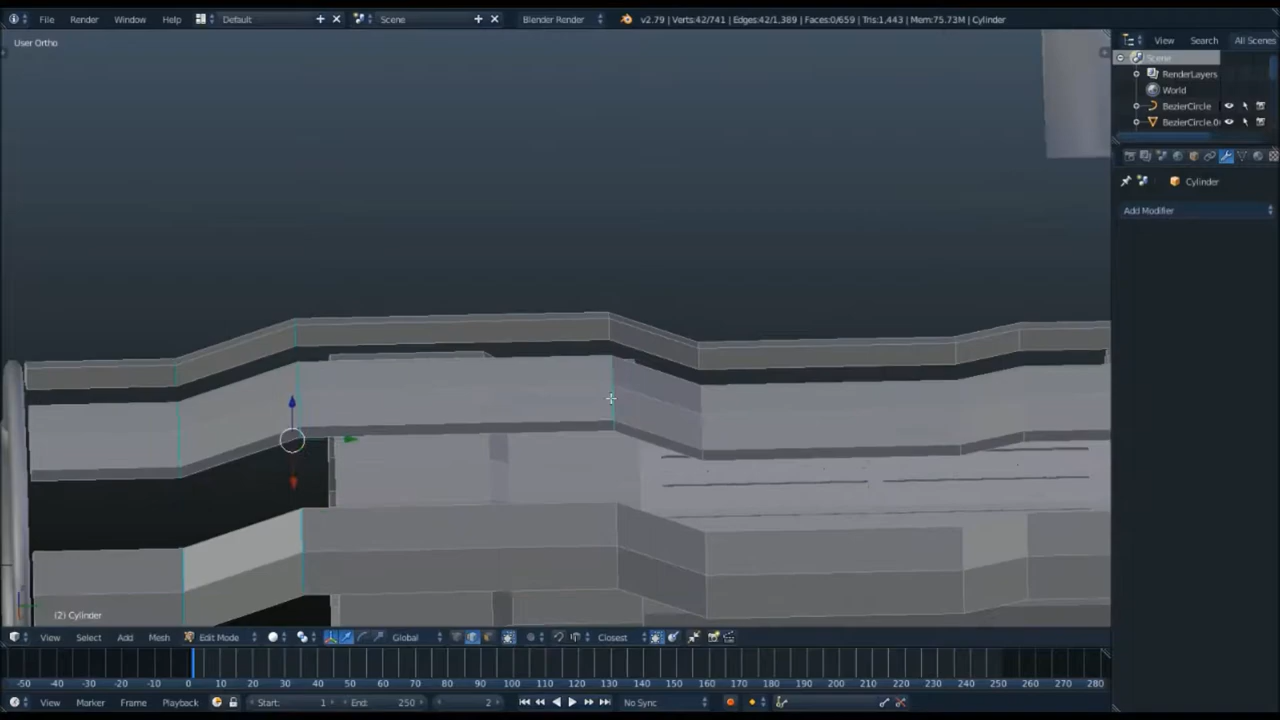 File Render Window Help Default Scene Blender Render v2.79 | Verts:42/741 | Edges:42/1,389 | Faces:0/659 | Tris:1,443 | Mem:75.73M | Cylinder
User Ortho
View Search All Scenes
Scene
RenderLayers
World
BezierCircle
BezierCircle.0
Cylinder
Add Modifier
(2) Cylinder
View Select Add Mesh Edit Mode Global Closest
-50 -40 -30 -20 -10 0 10 20 30 40 50 60 70 80 90 100 110 120 130 140 150 160 170 180 190 200 210 220 230 240 250 260 270 280
View Marker Frame Playback Start: 1 End: 250 2 No Sync